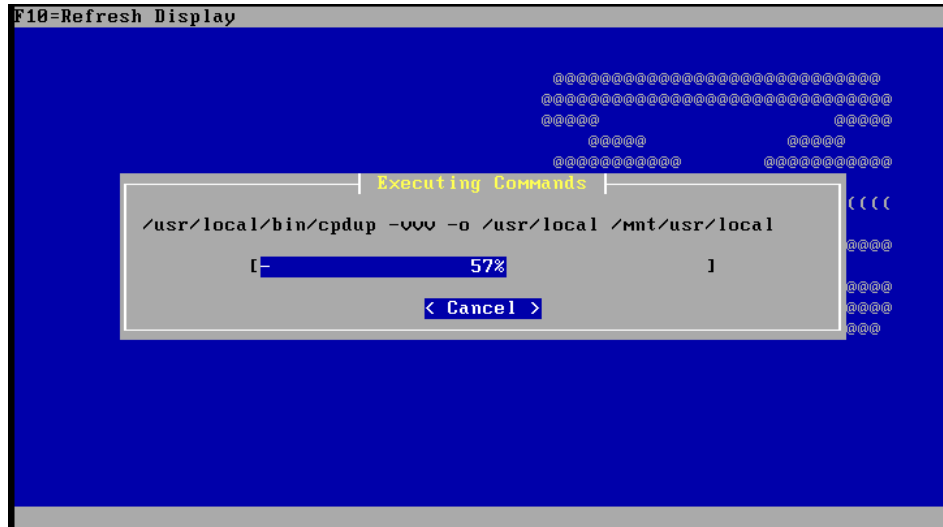 F10=Refresh Display
@@@@@@@@@@@@@@@@@@@@@@@@@@@@
@@@@@@@@@@@@@@@@@@@@@@@@@@@@@@
@@@@@ @@@@@
@@@@@ @@@@@
@@@@@@@@@@@ @@@@@@@@@@@
Executing Commands
((((
/usr/local/bin/cpdup -vvv -o /usr/local /mnt/usr/local
@@@@
[- 57% ]
@@@@
< Cancel > @@@@
@@@